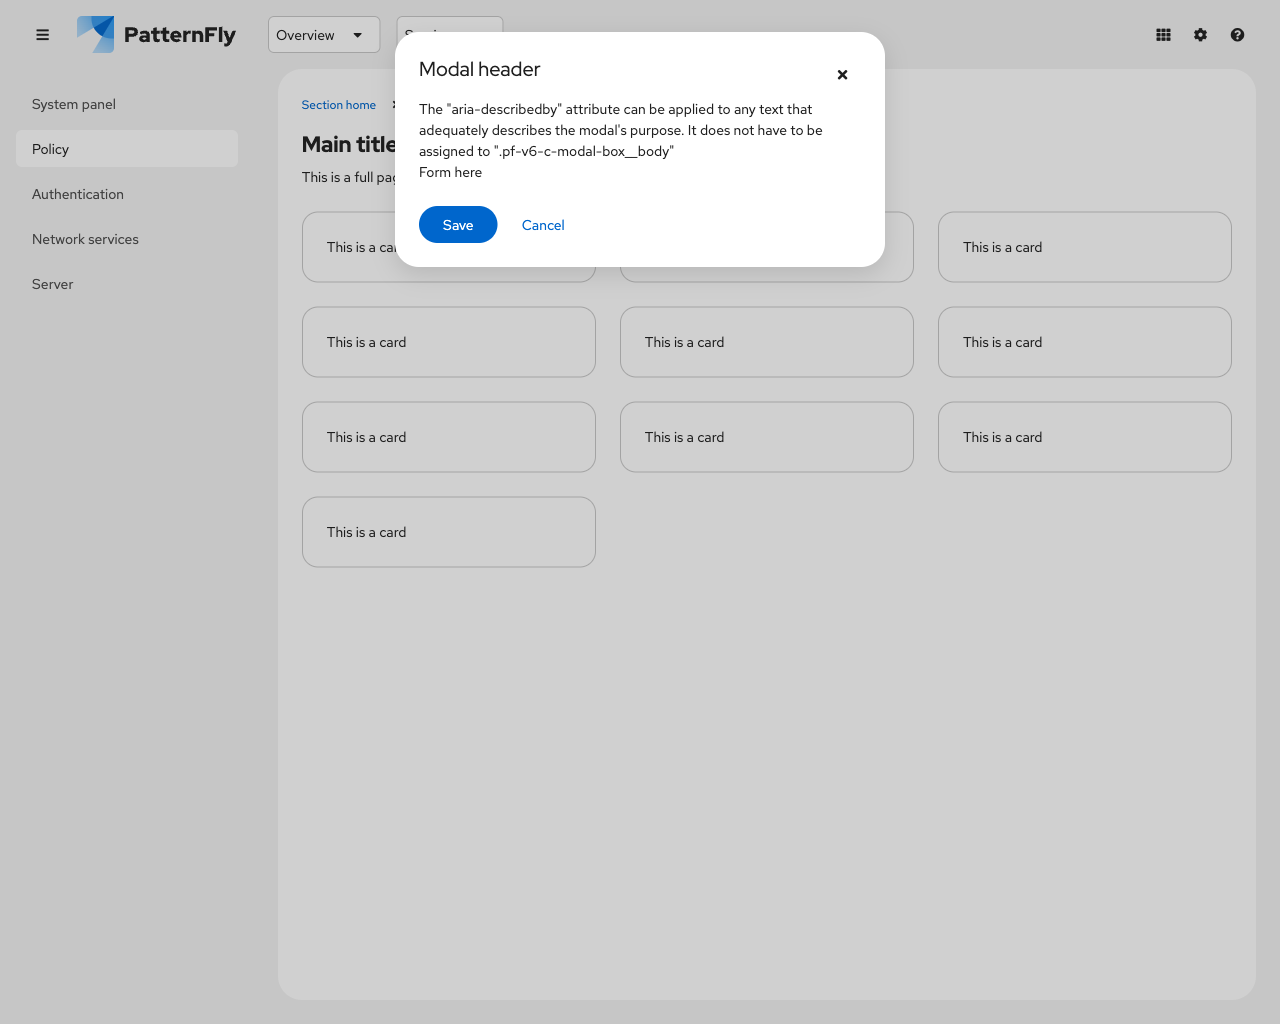 PatternFly
Overview
System panel
Policy
Authentication
Network services
Server
Section home
Main title
This is a full
Modal header
The "aria-describedby" attribute can be applied to any text that
adequately describes the modal's purpose. It does not have to be
assigned to ".pf-v6-c-modal-box__body"
Form here
Save
Cancel
This is a
This is a card
This is a card
This is a card
This is a card
This is a card
This is a card
This is a card
This is a card